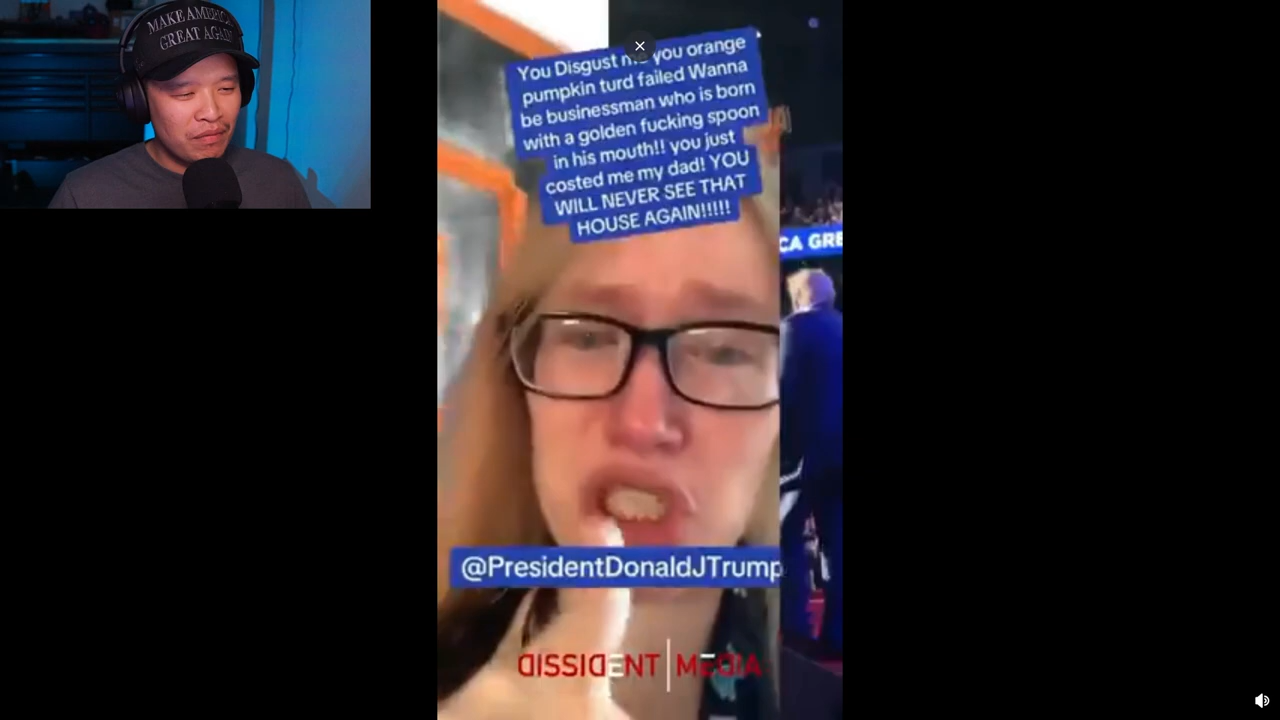 MAKE AMERICA
GREAT AGAIN
You Disgust me you orange
pumpkin turd failed Wanna
be businessman who is born
with a golden fucking spoon
in his mouth!! you just
costed me my dad! YOU
WILL NEVER SEE THAT
HOUSE AGAIN!!!!!
CA GRE
@PresidentDonaldJTrump
DISSIDENT | MEDIA